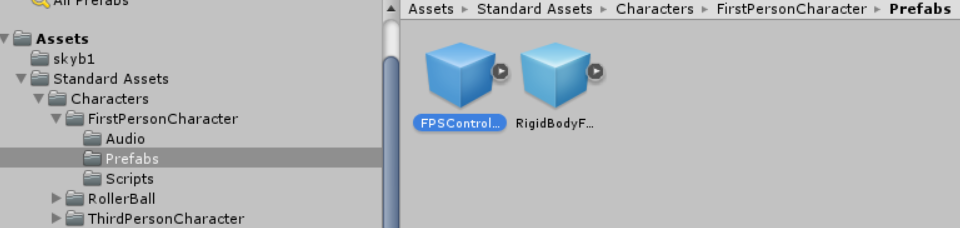 All Prefabs
Assets
skyb1
Standard Assets
Characters
FirstPersonCharacter
Audio
Prefabs
Scripts
RollerBall
ThirdPersonCharacter
Assets ▸ Standard Assets ▸ Characters ▸ FirstPersonCharacter ▸ Prefabs
FPSControl... RigidBodyF...